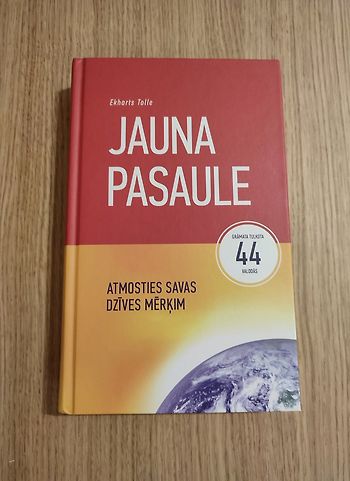 Ekharts Tolle
JAUNA
PASAULE
GRĀMATA TULKOTA
44
VALODĀS
ATMOSTIES SAVAS
DZĪVES MĒRĶIM